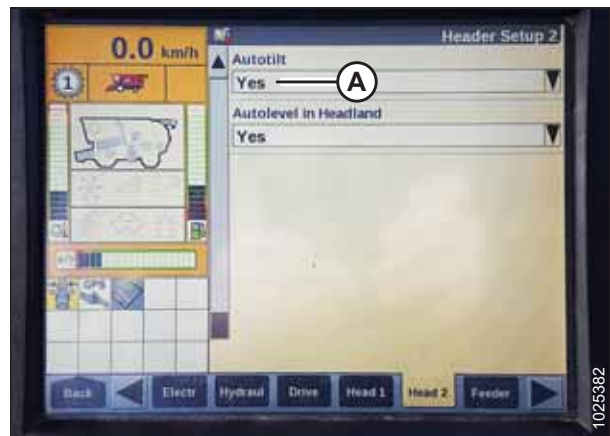 Header Setup 2
0.0 km/h
1
Autotilt
Yes
A
Autolevel in Headland
Yes
Back
Electr
Hydraul
Drive
Head 1
Head 2
Feeder
1025382